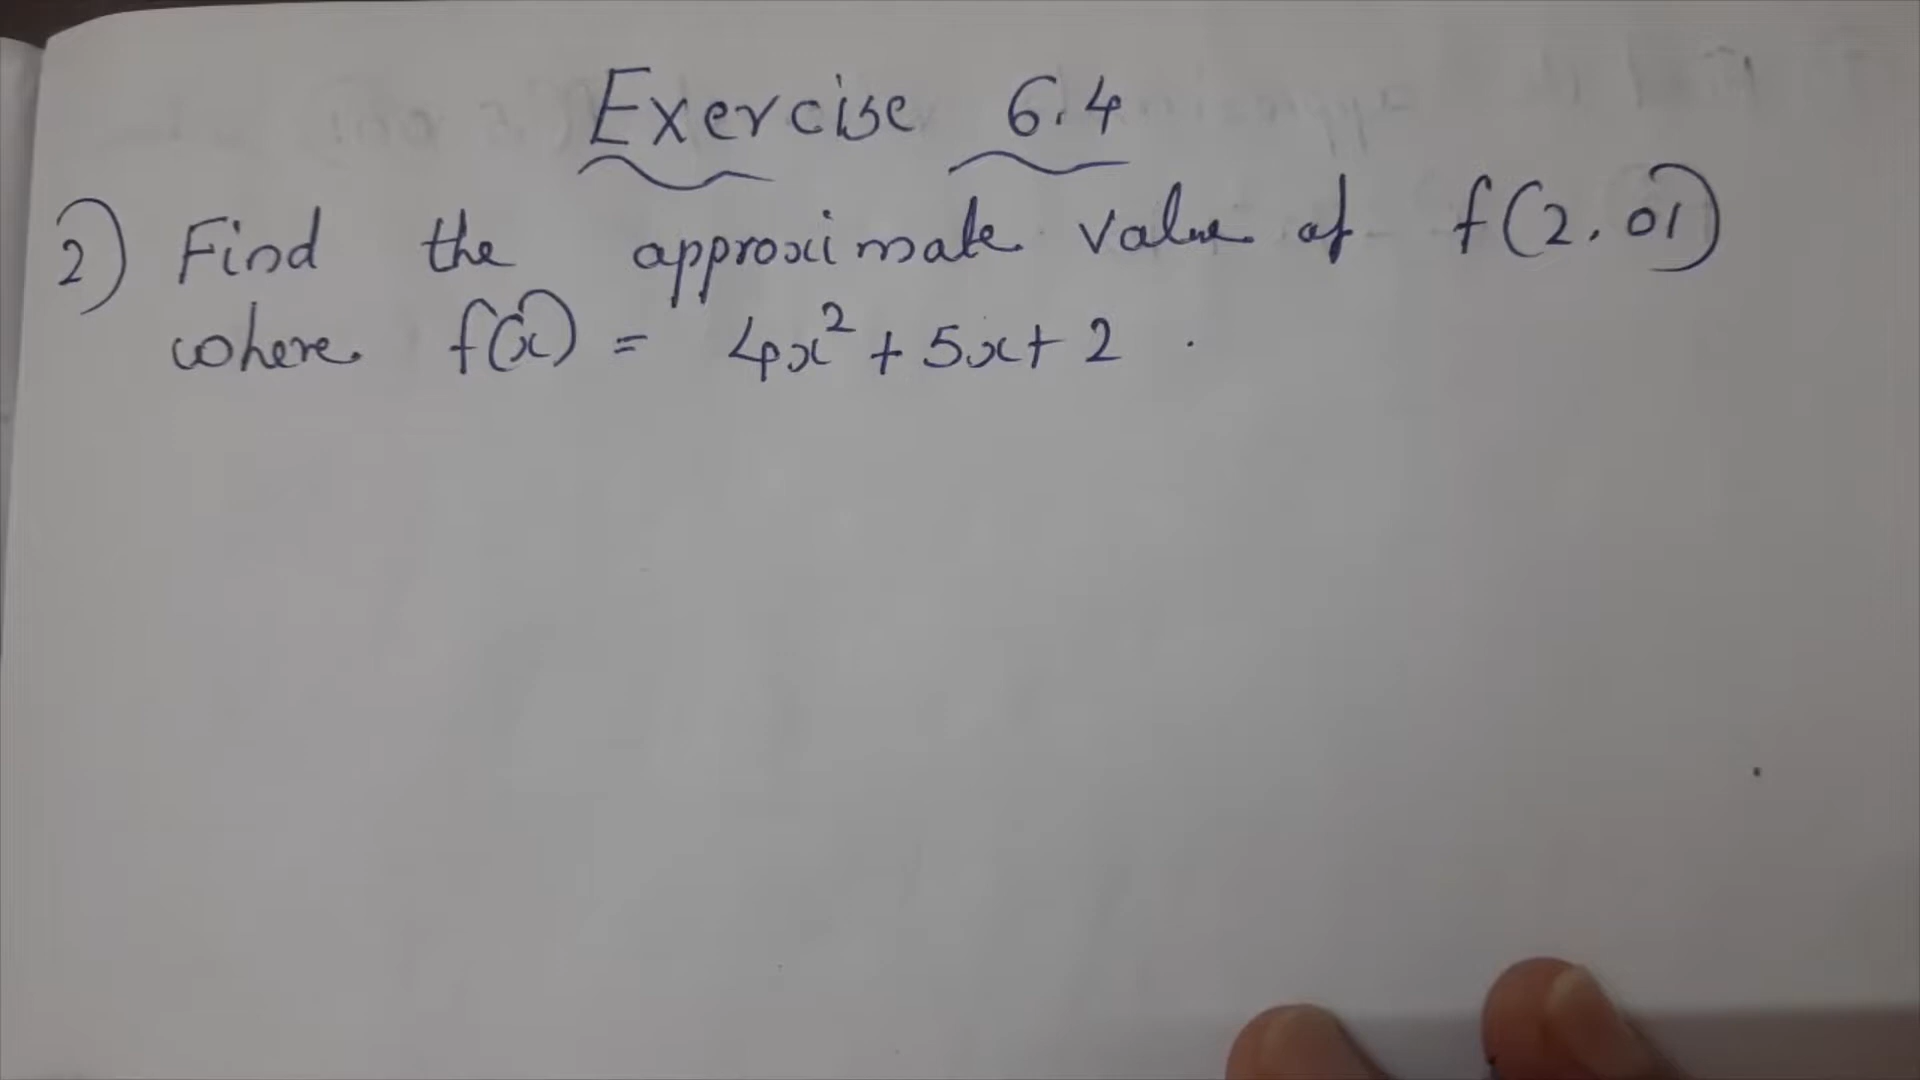 Exercise 6.4
2) Find the approximate value of f(2.01)
where f(x) = 4x² + 5x + 2 .